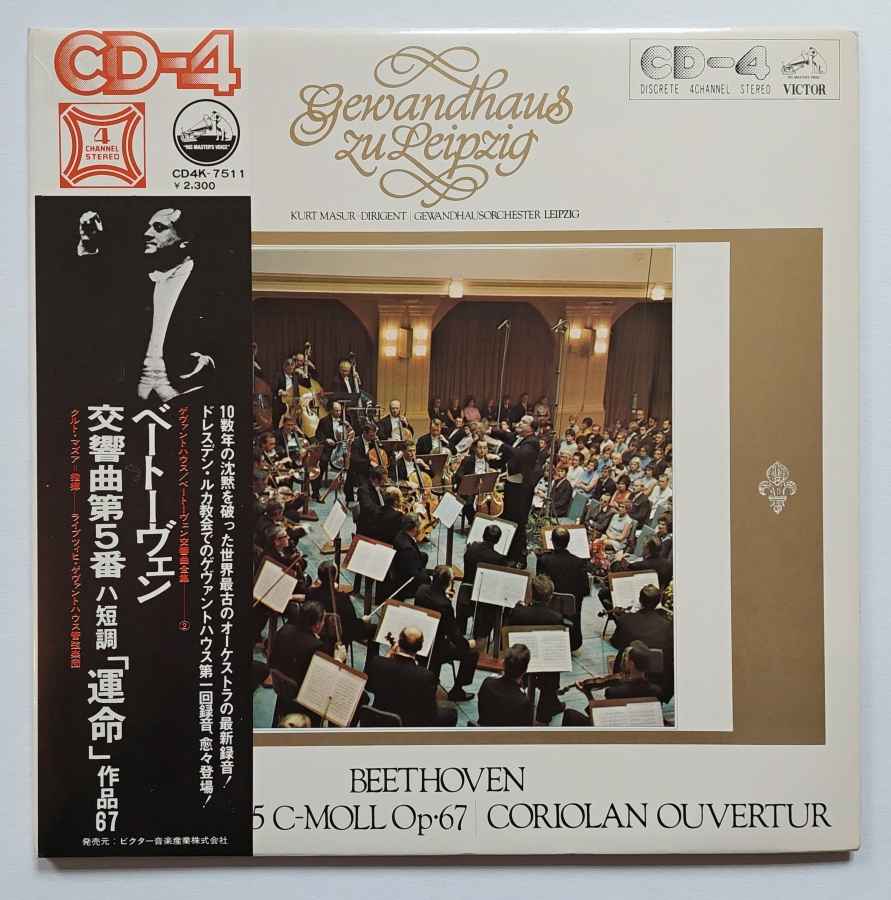 CD-4
4
CHANNEL
STEREO
"HIS MASTER'S VOICE"
CD4K-7511
¥2,300
10数年の沈黙を破った世界最古のオーケストラの最新録音!
ドレスデン・ルカ教会でのゲヴァントハウス第一回録音、愈々登場!
ゲヴァントハウス/ベートーヴェン交響曲全集 ②
ベートーヴェン
交響曲第5番 ハ短調「運命」作品67
クルト・マズア=指揮 ライプツィヒ・ゲヴァントハウス管弦楽団
発売元:ビクター音楽産業株式会社
Gewandhaus
zu Leipzig
KURT MASUR-DIRIGENT | GEWANDHAUSORCHESTER LEIPZIG
CD-4
DISCRETE 4CHANNEL STEREO
VICTOR
BEETHOVEN
5 C-MOLL Op·67 | CORIOLAN OUVERTUR